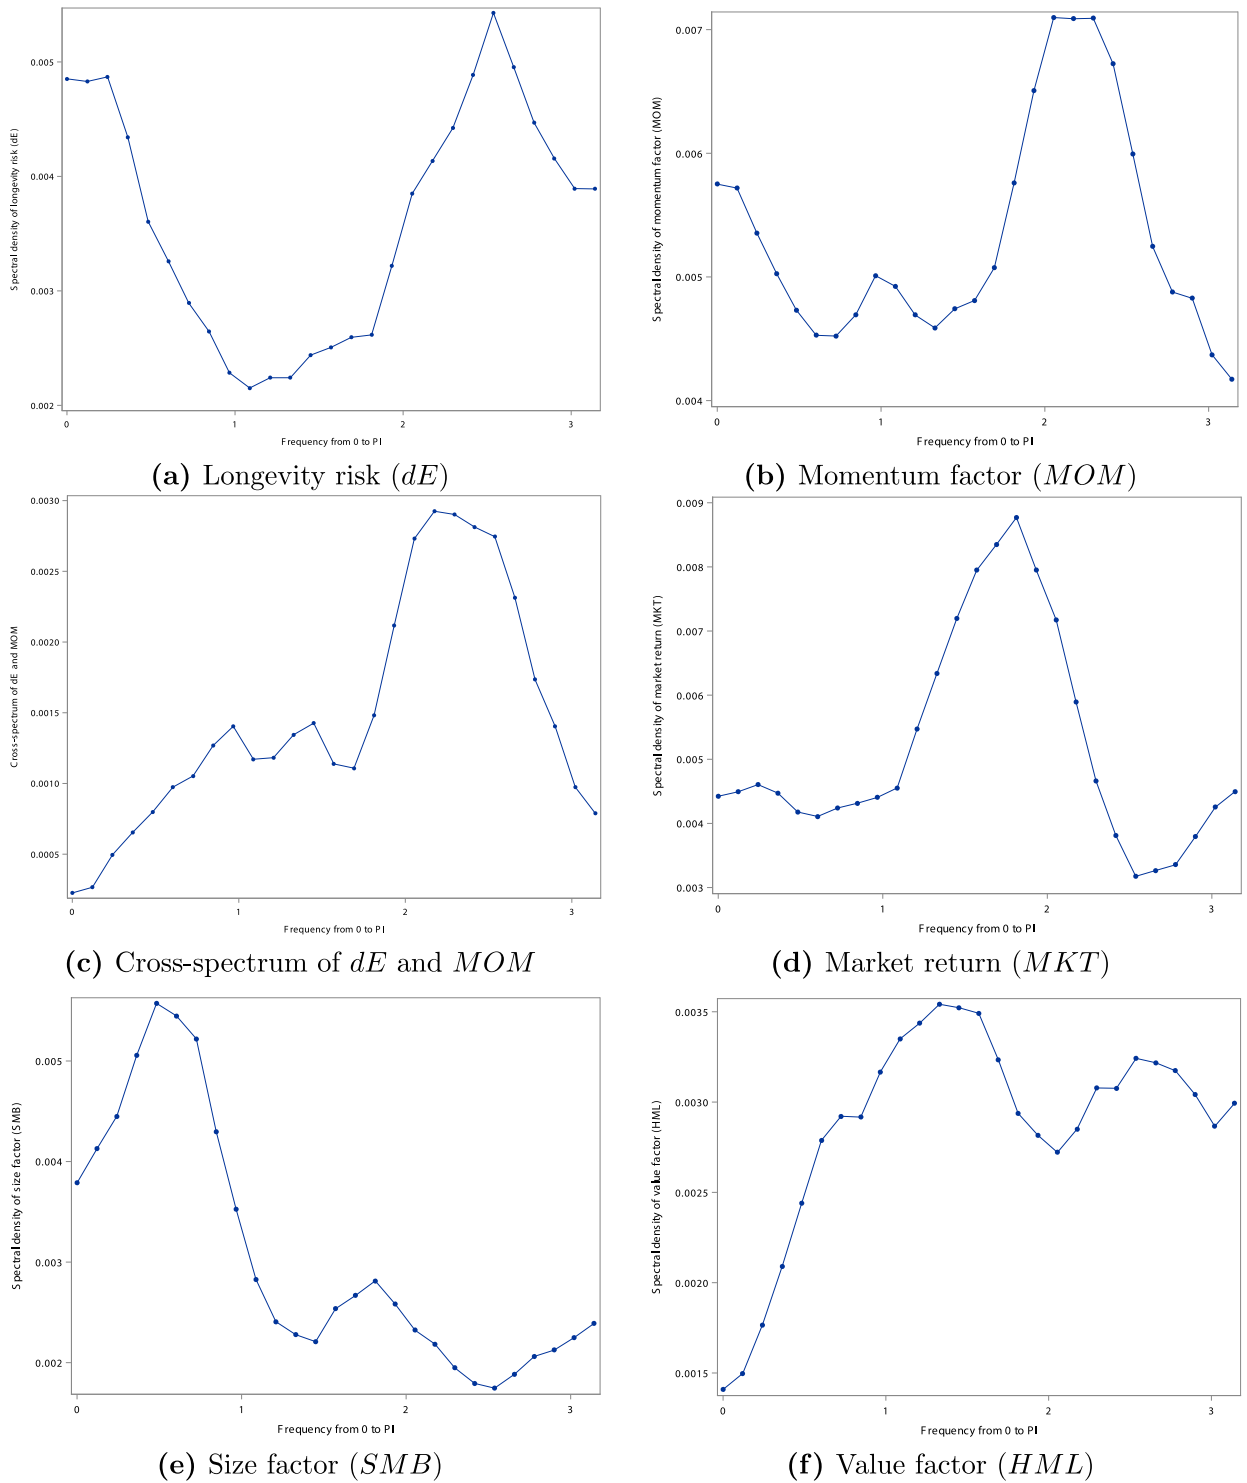 Spectral density of longevity risk (dE)
0.005
0.004
0.003
0.002
0 1 2 3
Frequency from 0 to PI
(a) Longevity risk (dE)
Spectral density of momentum factor (MOM)
0.007
0.006
0.005
0.004
0 1 2 3
Frequency from 0 to PI
(b) Momentum factor (MOM)
Cross-spectrum of dE and MOM
0.0030
0.0025
0.0020
0.0015
0.0010
0.0005
0 1 2 3
Frequency from 0 to PI
(c) Cross-spectrum of dE and MOM
Spectral density of market return (MKT)
0.009
0.008
0.007
0.006
0.005
0.004
0.003
0 1 2 3
Frequency from 0 to PI
(d) Market return (MKT)
Spectral density of size factor (SMB)
0.005
0.004
0.003
0.002
0 1 2 3
Frequency from 0 to PI
(e) Size factor (SMB)
Spectral density of value factor (HML)
0.0035
0.0030
0.0025
0.0020
0.0015
0 1 2 3
Frequency from 0 to PI
(f) Value factor (HML)